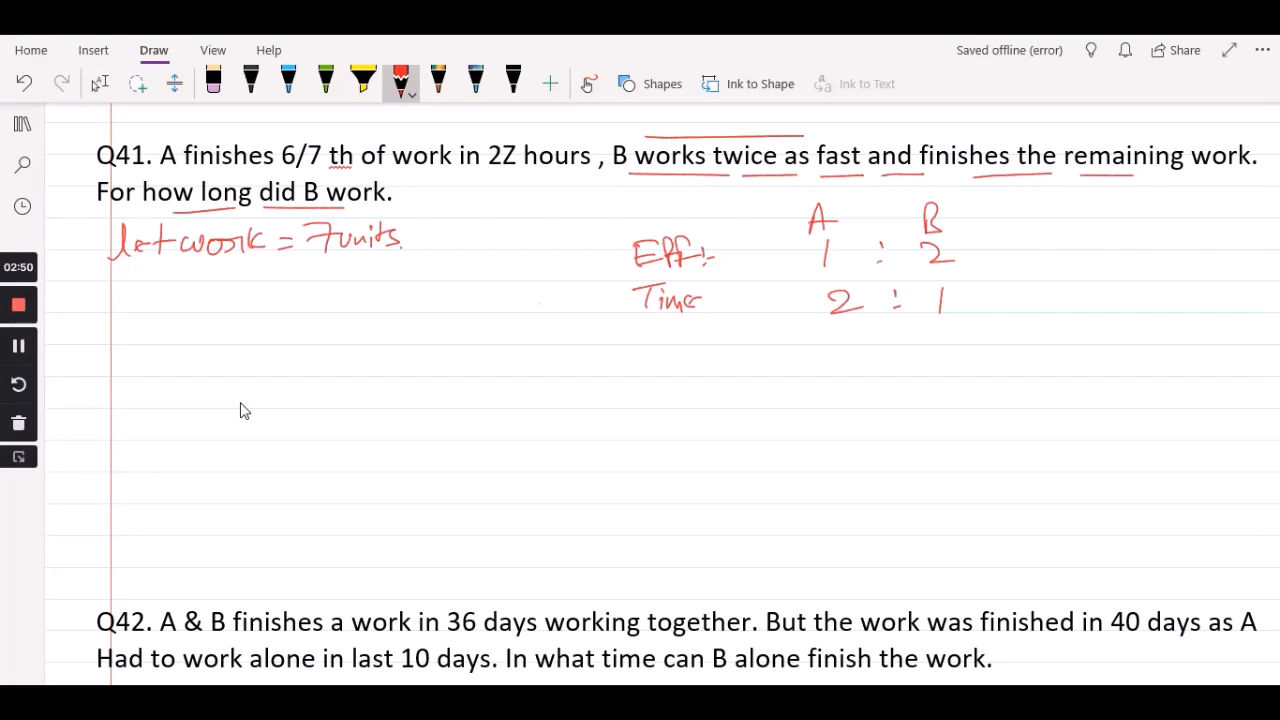 Home Insert Draw View Help Saved offline (error) Share
Shapes Ink to Shape Ink to Text
Q41. A finishes 6/7 th of work in 2Z hours , B works twice as fast and finishes the remaining work.
For how long did B work.
let work = 7 units.
A B
Eff:- 1 : 2
Time 2 : 1
02:50
Q42. A & B finishes a work in 36 days working together. But the work was finished in 40 days as A
Had to work alone in last 10 days. In what time can B alone finish the work.